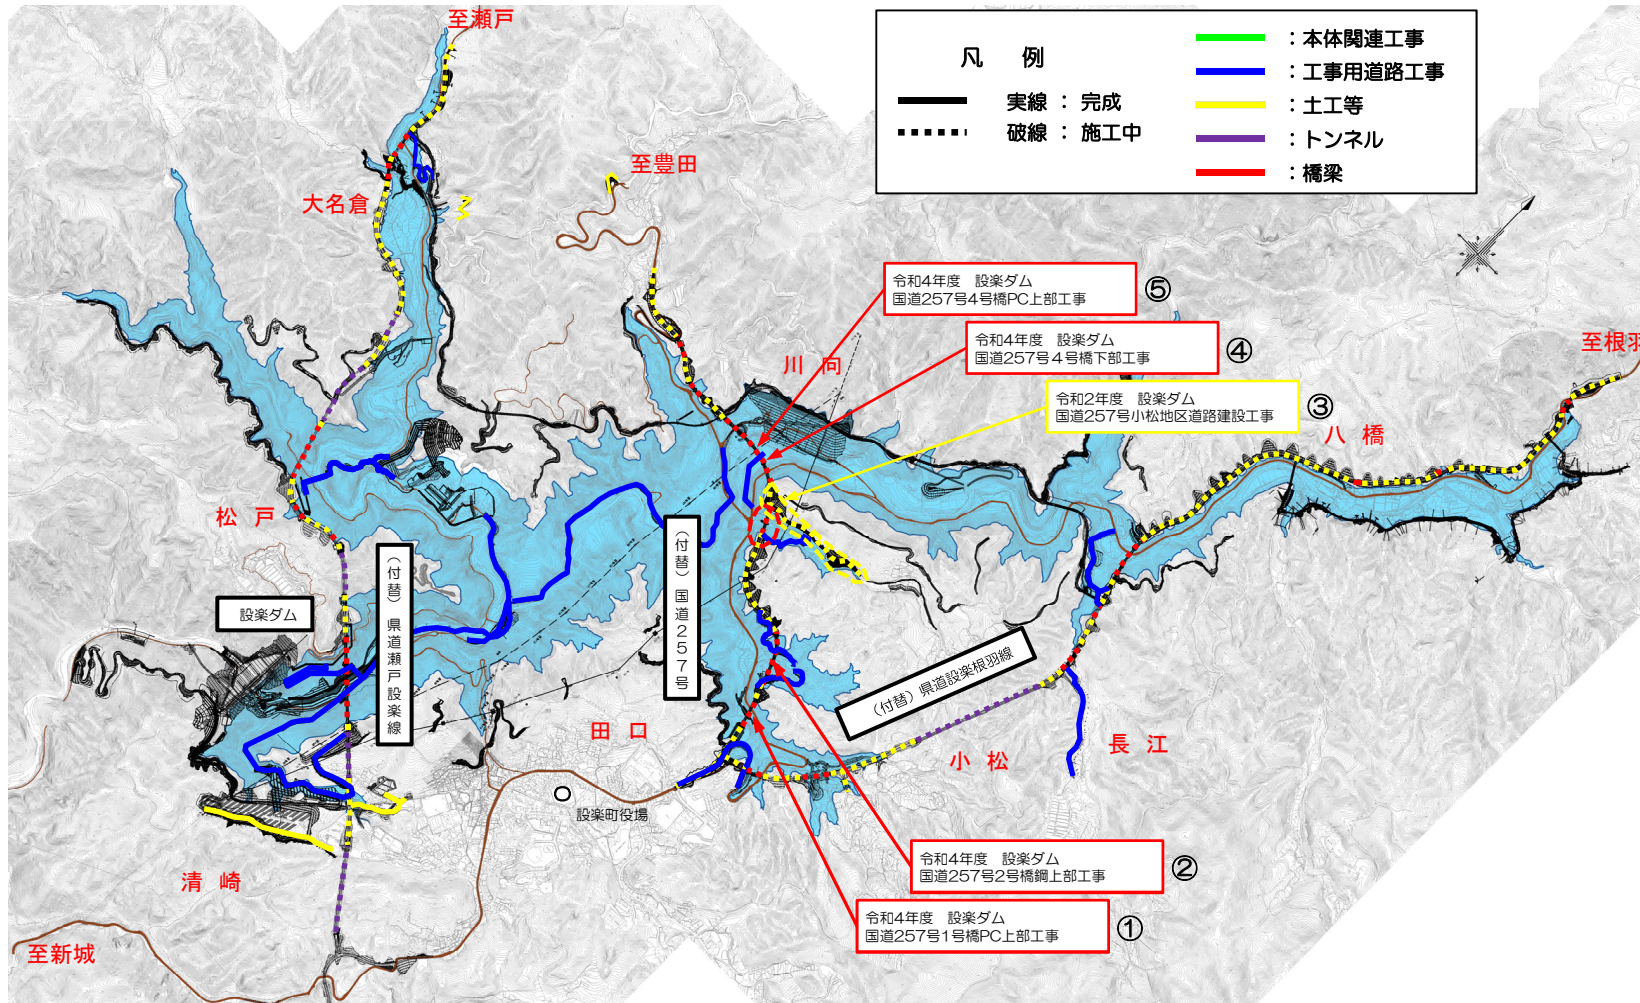 至瀬戸
凡 例
実線 : 完成
破線 : 施工中
: 本体関連工事
: 工事用道路工事
: 土工等
: トンネル
: 橋梁
至豊田
大名倉
令和4年度 設楽ダム
国道257号4号橋PC上部工事
⑤
令和4年度 設楽ダム
国道257号4号橋下部工事
④
令和2年度 設楽ダム
国道257号小松地区道路建設工事
③
至根羽
川 向
八 橋
松 戸
設楽ダム
(付替) 県道瀬戸設楽線
(付替) 国道257号
(付替) 県道設楽根羽線
田 口
小 松
長 江
設楽町役場
清 崎
令和4年度 設楽ダム
国道257号2号橋鋼上部工事
②
令和4年度 設楽ダム
国道257号1号橋PC上部工事
①
至新城